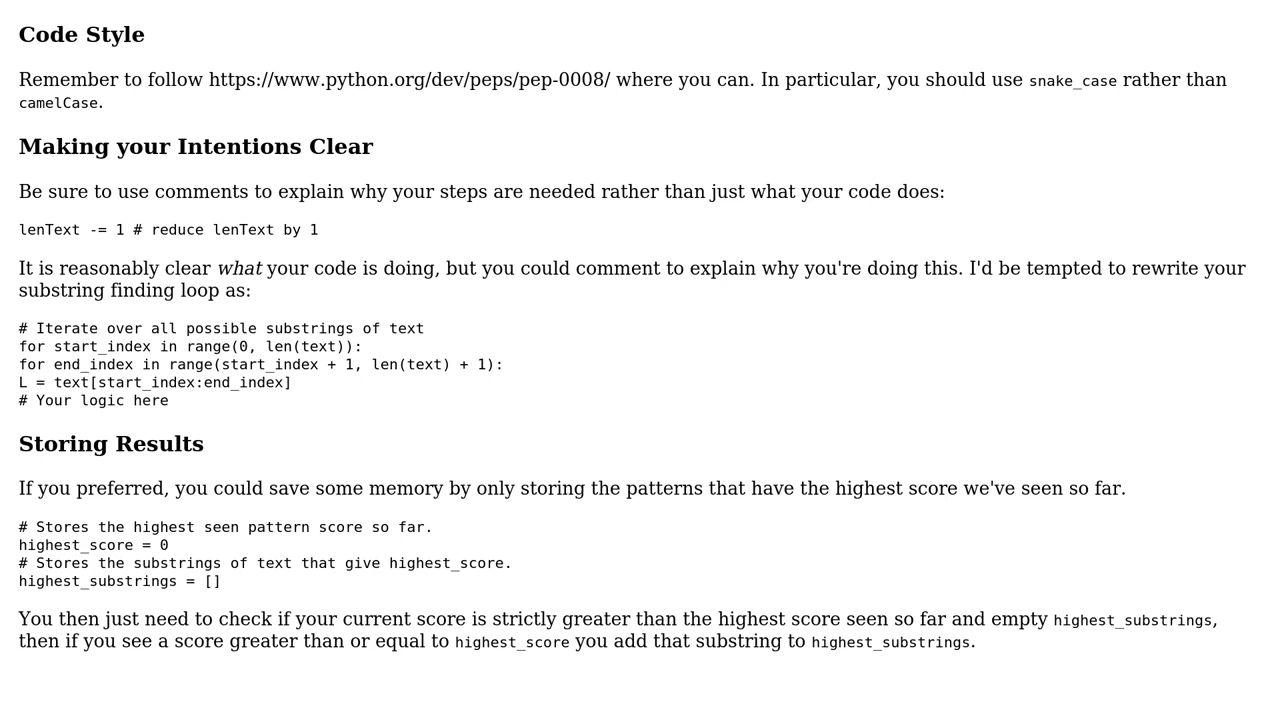 Code Style
Remember to follow https://www.python.org/dev/peps/pep-0008/ where you can. In particular, you should use snake_case rather than
camelCase.
Making your Intentions Clear
Be sure to use comments to explain why your steps are needed rather than just what your code does:
lenText -= 1 # reduce lenText by 1
It is reasonably clear what your code is doing, but you could comment to explain why you're doing this. I'd be tempted to rewrite your
substring finding loop as:
# Iterate over all possible substrings of text
for start_index in range(0, len(text)):
for end_index in range(start_index + 1, len(text) + 1):
L = text[start_index:end_index]
# Your logic here
Storing Results
If you preferred, you could save some memory by only storing the patterns that have the highest score we've seen so far.
# Stores the highest seen pattern score so far.
highest_score = 0
# Stores the substrings of text that give highest_score.
highest_substrings = []
You then just need to check if your current score is strictly greater than the highest score seen so far and empty highest_substrings,
then if you see a score greater than or equal to highest_score you add that substring to highest_substrings.